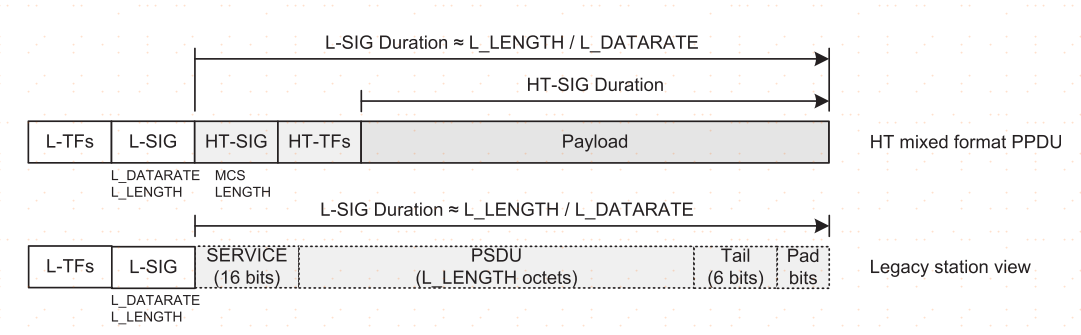 L-SIG Duration ≈ L_LENGTH / L_DATARATE
HT-SIG Duration
L-TFs L-SIG HT-SIG HT-TFs Payload HT mixed format PPDU
L_DATARATE MCS
L_LENGTH LENGTH
L-SIG Duration ≈ L_LENGTH / L_DATARATE
L-TFs L-SIG SERVICE (16 bits) PSDU (L_LENGTH octets) Tail (6 bits) Pad bits Legacy station view
L_DATARATE
L_LENGTH